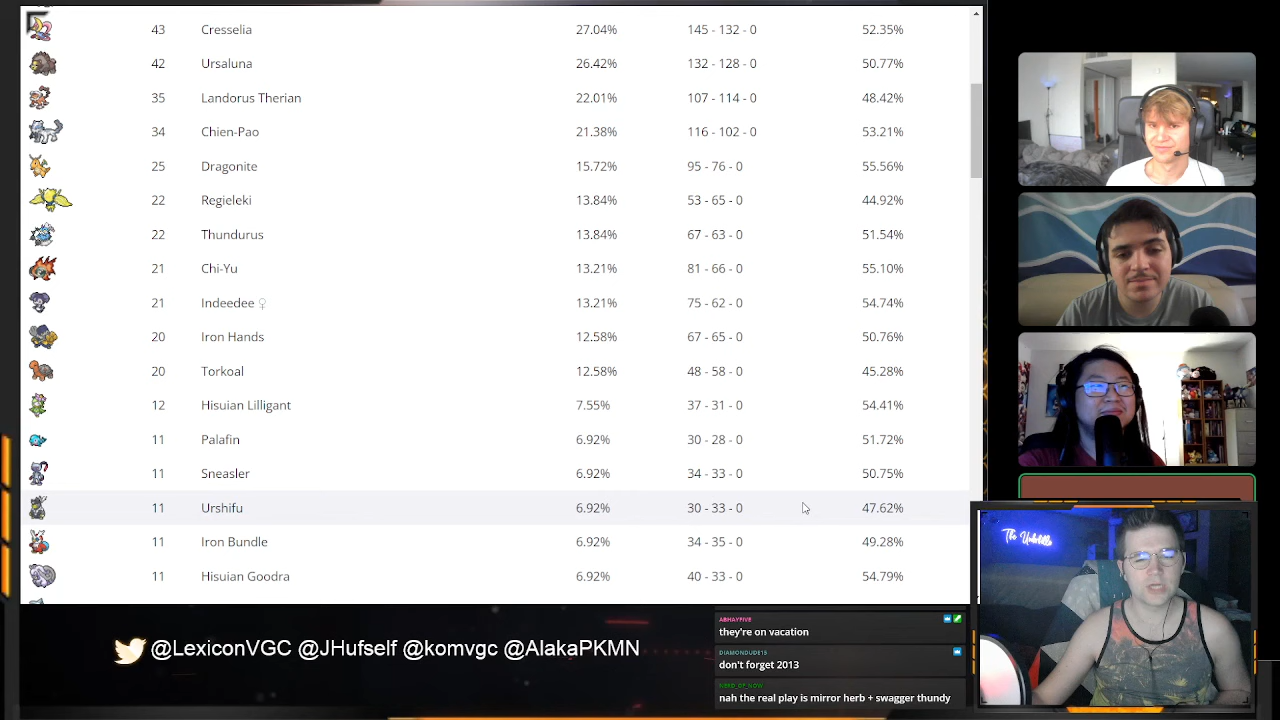 43 Cresselia 27.04% 145 - 132 - 0 52.35%
42 Ursaluna 26.42% 132 - 128 - 0 50.77%
35 Landorus Therian 22.01% 107 - 114 - 0 48.42%
34 Chien-Pao 21.38% 116 - 102 - 0 53.21%
25 Dragonite 15.72% 95 - 76 - 0 55.56%
22 Regieleki 13.84% 53 - 65 - 0 44.92%
22 Thundurus 13.84% 67 - 63 - 0 51.54%
21 Chi-Yu 13.21% 81 - 66 - 0 55.10%
21 Indeedee ♀ 13.21% 75 - 62 - 0 54.74%
20 Iron Hands 12.58% 67 - 65 - 0 50.76%
20 Torkoal 12.58% 48 - 58 - 0 45.28%
12 Hisuian Lilligant 7.55% 37 - 31 - 0 54.41%
11 Palafin 6.92% 30 - 28 - 0 51.72%
11 Sneasler 6.92% 34 - 33 - 0 50.75%
11 Urshifu 6.92% 30 - 33 - 0 47.62%
11 Iron Bundle 6.92% 34 - 35 - 0 49.28%
11 Hisuian Goodra 6.92% 40 - 33 - 0 54.79%
The Underhille
@LexiconVGC @JHufself @komvgc @AlakaPKMN
ABHAYFIVE
they're on vacation
DIAMONDUDE15
don't forget 2013
NERD_OF_NOW
nah the real play is mirror herb + swagger thundy